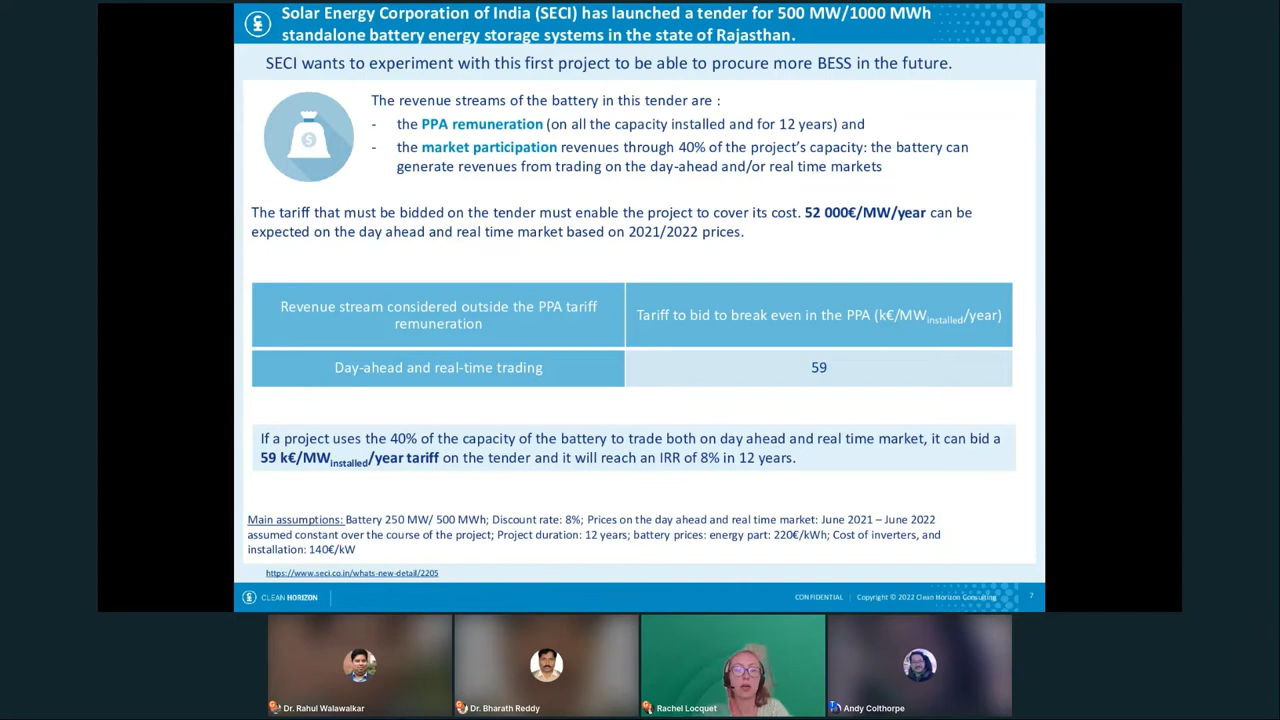 Solar Energy Corporation of India (SECI) has launched a tender for 500 MW/1000 MWh
standalone battery energy storage systems in the state of Rajasthan.
SECI wants to experiment with this first project to be able to procure more BESS in the future.
The revenue streams of the battery in this tender are :
- the PPA remuneration (on all the capacity installed and for 12 years) and
- the market participation revenues through 40% of the project's capacity: the battery can
generate revenues from trading on the day-ahead and/or real time markets
The tariff that must be bidded on the tender must enable the project to cover its cost. 52 000€/MW/year can be
expected on the day ahead and real time market based on 2021/2022 prices.
Revenue stream considered outside the PPA tariff
remuneration
Tariff to bid to break even in the PPA (k€/MWinstalled/year)
Day-ahead and real-time trading
59
If a project uses the 40% of the capacity of the battery to trade both on day ahead and real time market, it can bid a
59 k€/MWinstalled/year tariff on the tender and it will reach an IRR of 8% in 12 years.
Main assumptions: Battery 250 MW/ 500 MWh; Discount rate: 8%; Prices on the day ahead and real time market: June 2021 – June 2022
assumed constant over the course of the project; Project duration: 12 years; battery prices: energy part: 220€/kWh; Cost of inverters, and
installation: 140€/kW
https://www.seci.co.in/whats-new-detail/2205
CLEAN HORIZON
CONFIDENTIAL | Copyright © 2022 Clean Horizon Consulting
7
Dr. Rahul Walawalkar
Dr. Bharath Reddy
Rachel Locquet
Andy Colthorpe